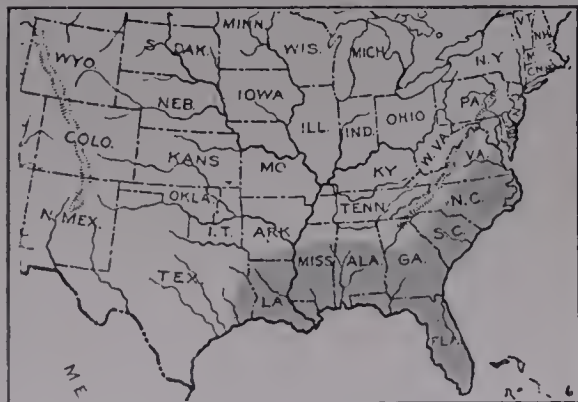 MINN.
WYO.
S. DAK.
WIS.
MICH.
N.Y.
VT.
N.H.
NEB.
IOWA
ILL.
IND.
OHIO
PA.
COLO.
KANS
MO.
KY.
W. VA.
VA.
N. MEX.
OKLA.
I.T.
ARK.
TENN.
N.C.
S.C.
TEX.
LA.
MISS.
ALA.
GA.
FLA.
ME
6